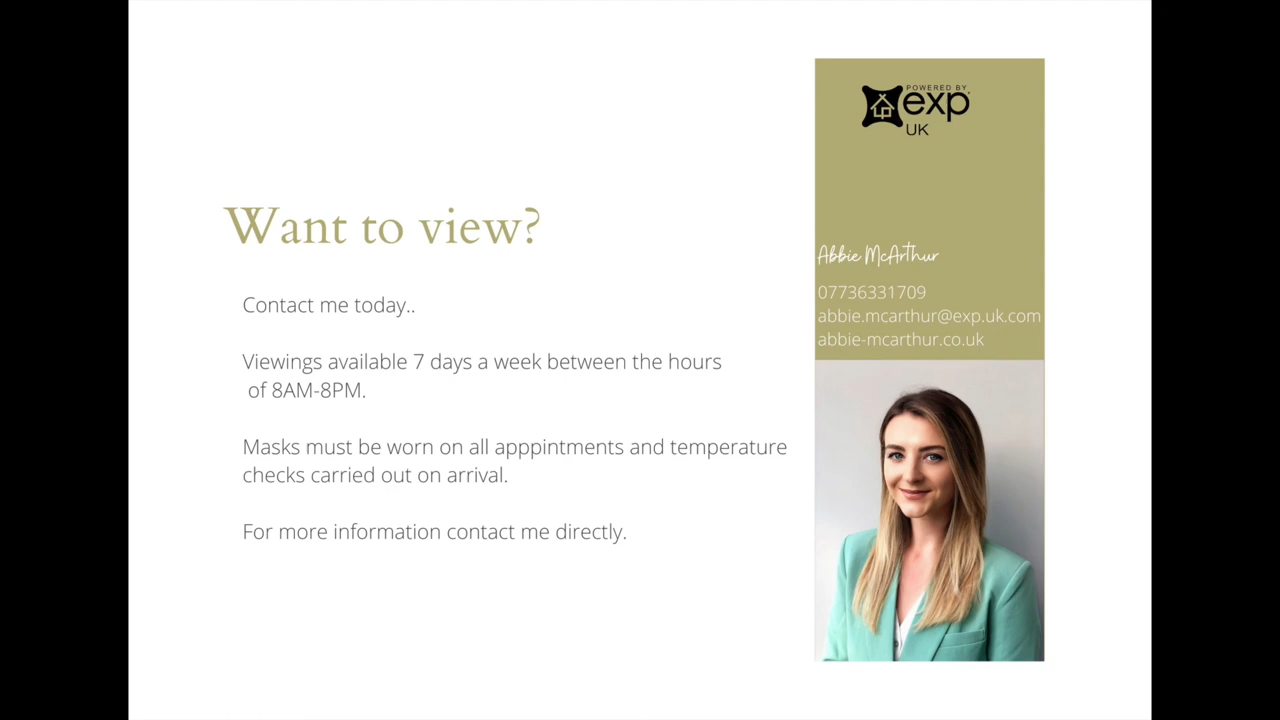 Want to view?
Contact me today..
Viewings available 7 days a week between the hours
of 8AM-8PM.
Masks must be worn on all apppintments and temperature
checks carried out on arrival.
For more information contact me directly.
POWERED BY
exp
UK
Abbie McArthur
07736331709
abbie.mcarthur@exp.uk.com
abbie-mcarthur.co.uk